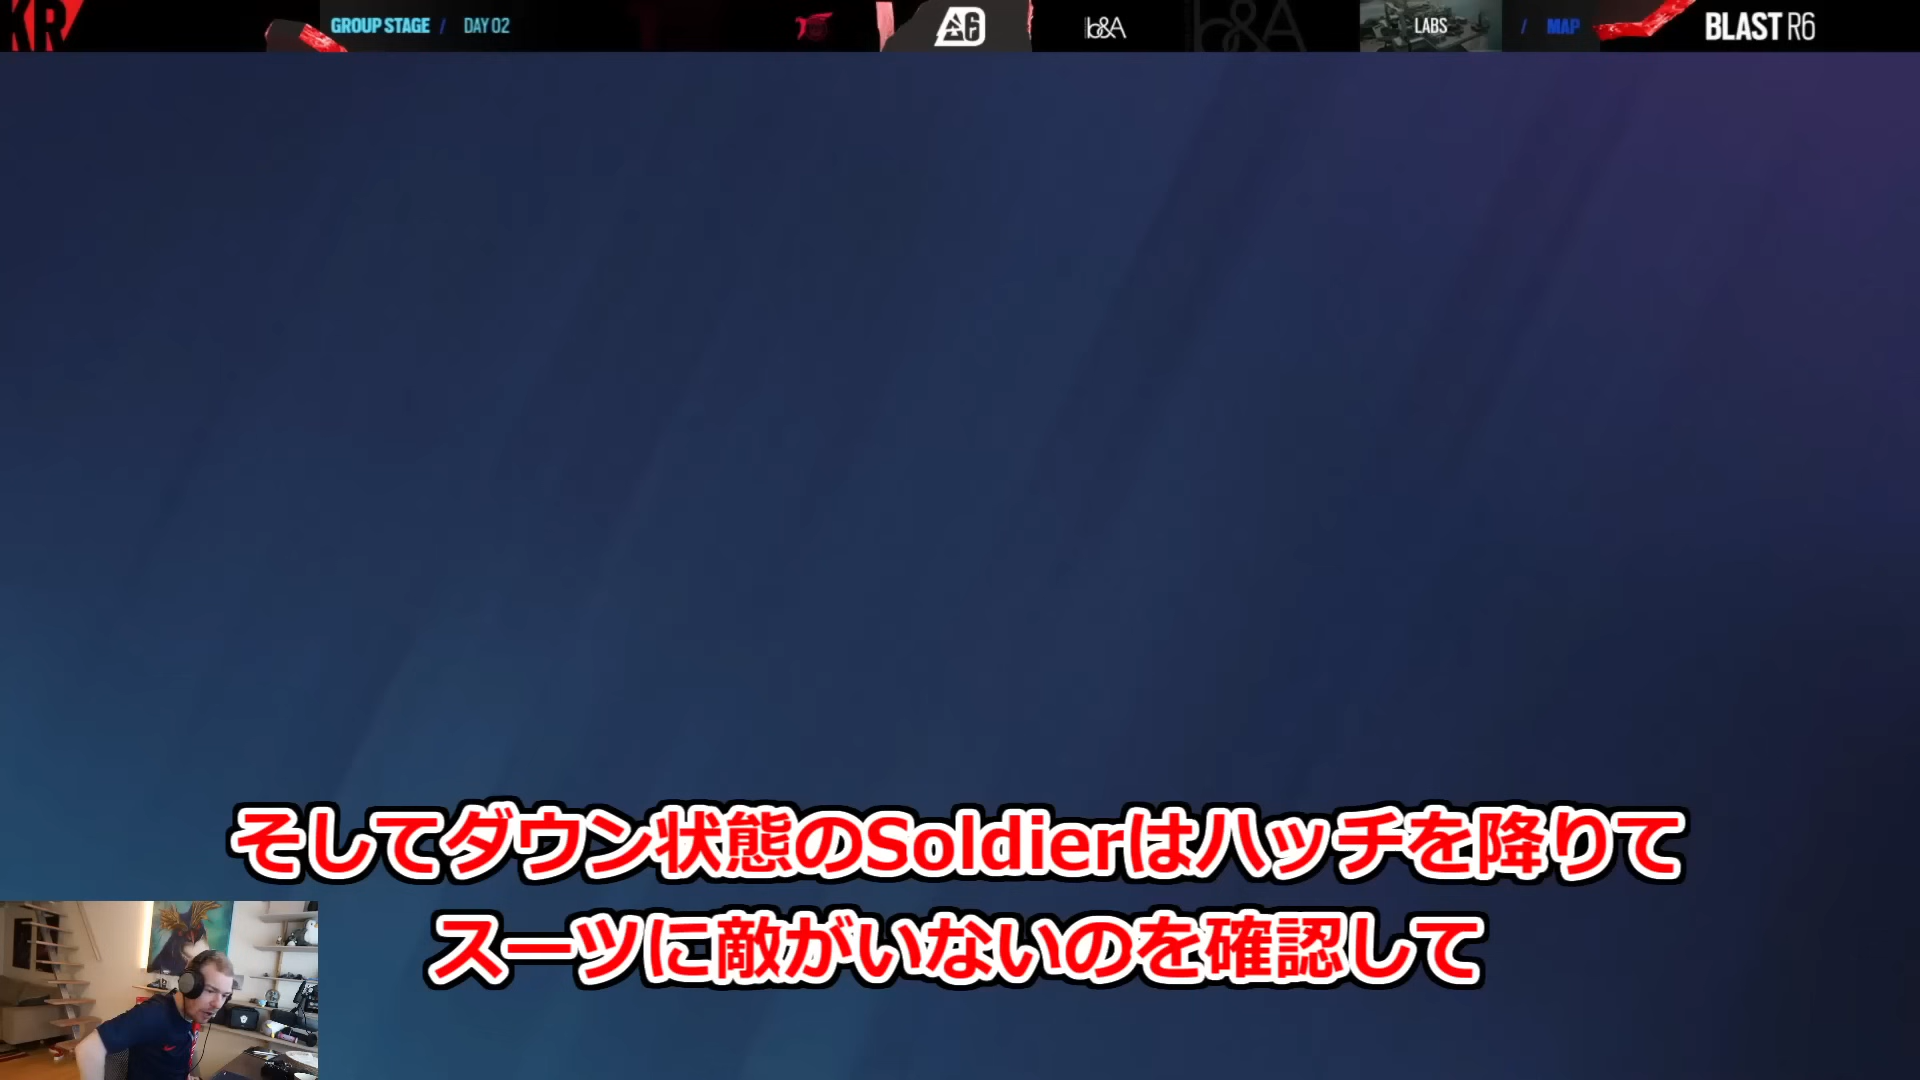 KR
GROUP STAGE / DAY 02
A6
b&A
b&A
LABS / MAP
BLAST R6
そしてダウン状態のSoldierはハッチを降りて
スーツに敵がいないのを確認して